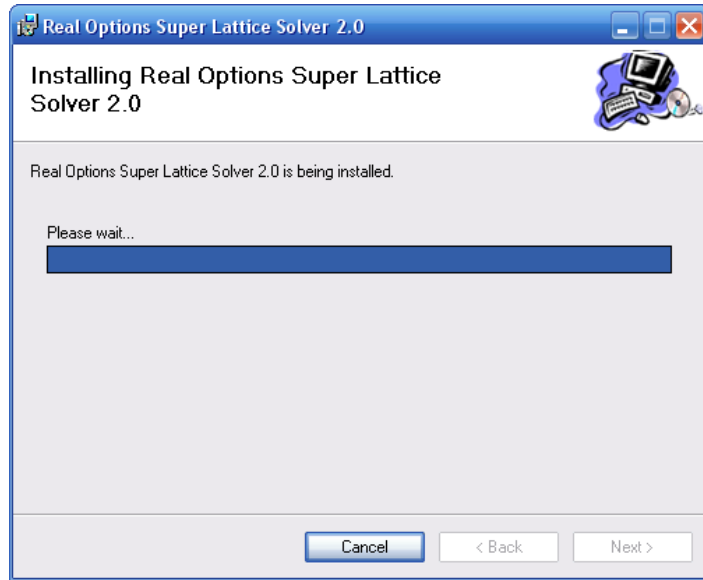 Real Options Super Lattice Solver 2.0
Installing Real Options Super Lattice
Solver 2.0
Real Options Super Lattice Solver 2.0 is being installed.
Please wait...
Cancel
< Back
Next >